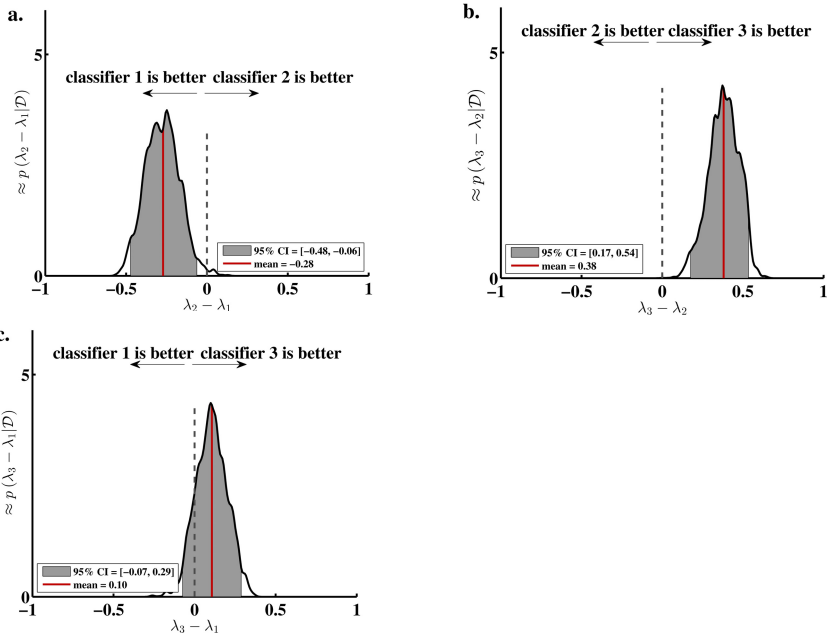 a.
5
classifier 1 is better classifier 2 is better
≈ p (λ₂ − λ₁|𝒟)
95% CI = [−0.48, −0.06]
mean = −0.28
0
−1 −0.5 0 0.5 1
λ₂ − λ₁
b.
classifier 2 is better classifier 3 is better
5
≈ p (λ₃ − λ₂|𝒟)
95% CI = [0.17, 0.54]
mean = 0.38
0
−1 −0.5 0 0.5 1
λ₃ − λ₂
c.
classifier 1 is better classifier 3 is better
5
≈ p (λ₃ − λ₁|𝒟)
95% CI = [−0.07, 0.29]
mean = 0.10
0
−1 −0.5 0 0.5 1
λ₃ − λ₁